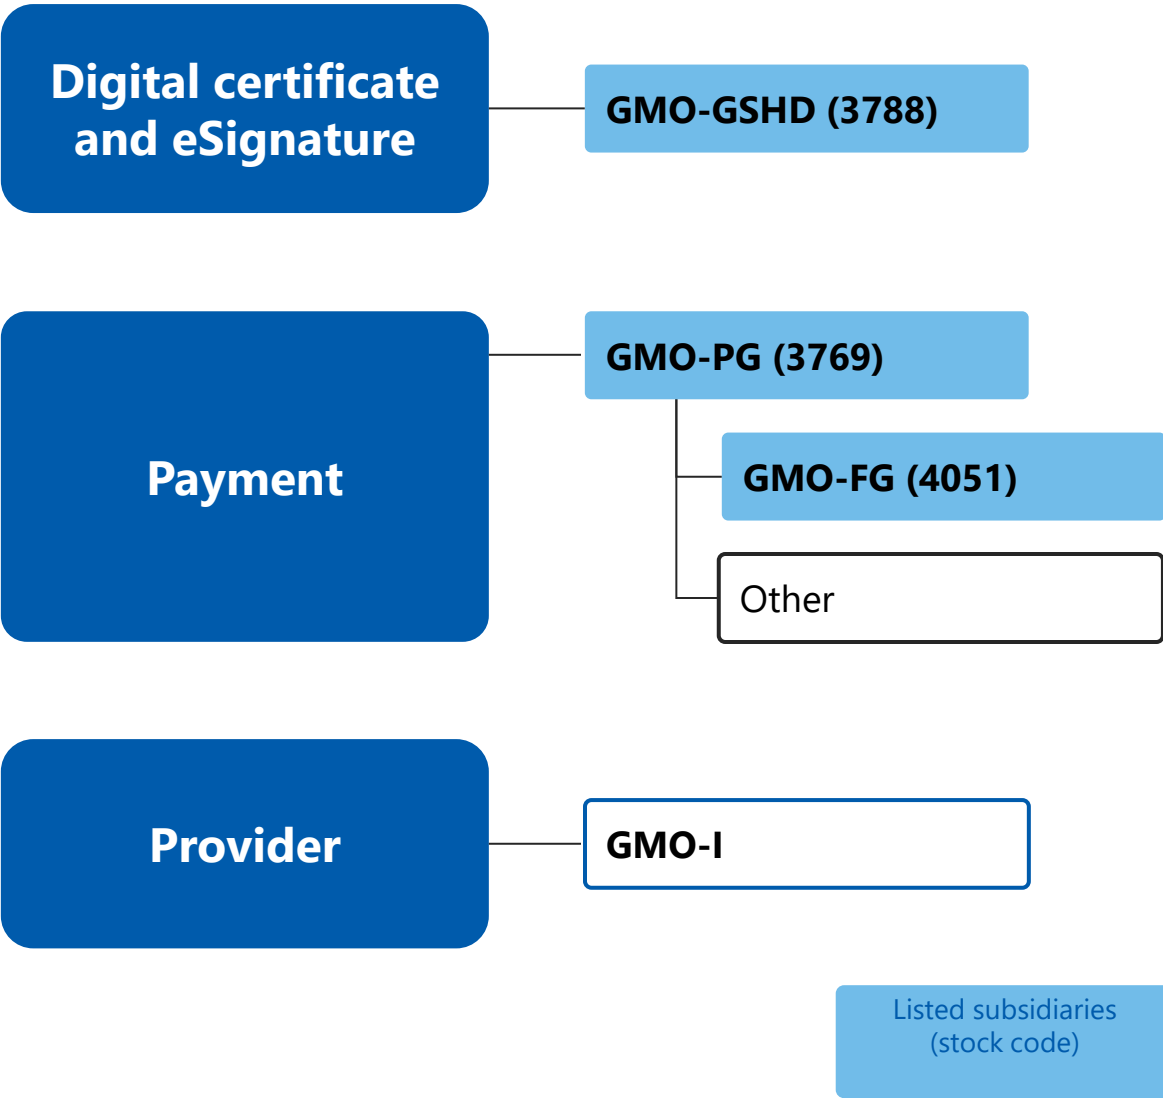 Digital certificate
and eSignature
GMO-GSHD (3788)
Payment
GMO-PG (3769)
GMO-FG (4051)
Other
Provider
GMO-I
Listed subsidiaries
(stock code)